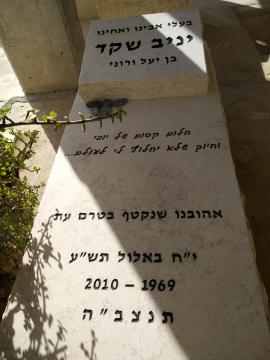 בעלי אבינו ואחינו
יניב שקד
בן יעל ורוני
חלום קסום של יופי
וחיוך שלא יחלוף לי לעולם...
אהובנו שנקטף בטרם עת
י"ח באלול תש"ע
2010 – 1969
תנצב"ה